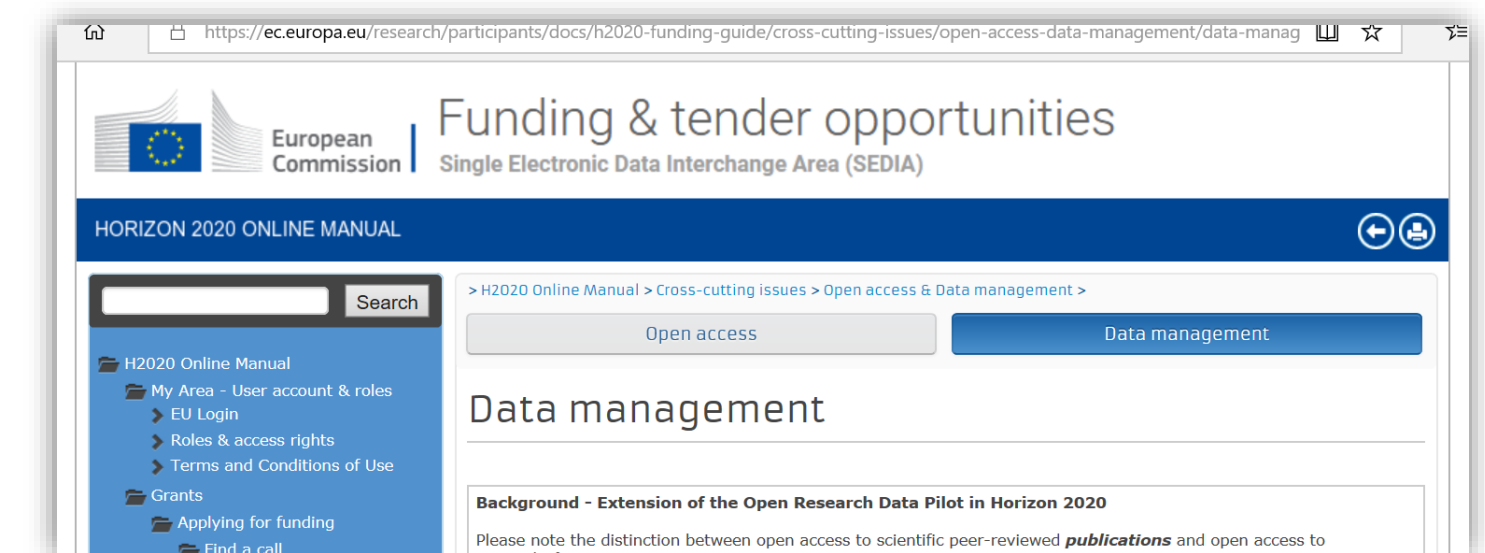 https://ec.europa.eu/research/participants/docs/h2020-funding-guide/cross-cutting-issues/open-access-data-management/data-manag
European
Commission
Funding & tender opportunities
Single Electronic Data Interchange Area (SEDIA)
HORIZON 2020 ONLINE MANUAL
Search
> H2020 Online Manual > Cross-cutting issues > Open access & Data management >
Open access
Data management
H2020 Online Manual
My Area - User account & roles
EU Login
Roles & access rights
Terms and Conditions of Use
Grants
Applying for funding
Find a call
Data management
Background - Extension of the Open Research Data Pilot in Horizon 2020
Please note the distinction between open access to scientific peer-reviewed publications and open access to